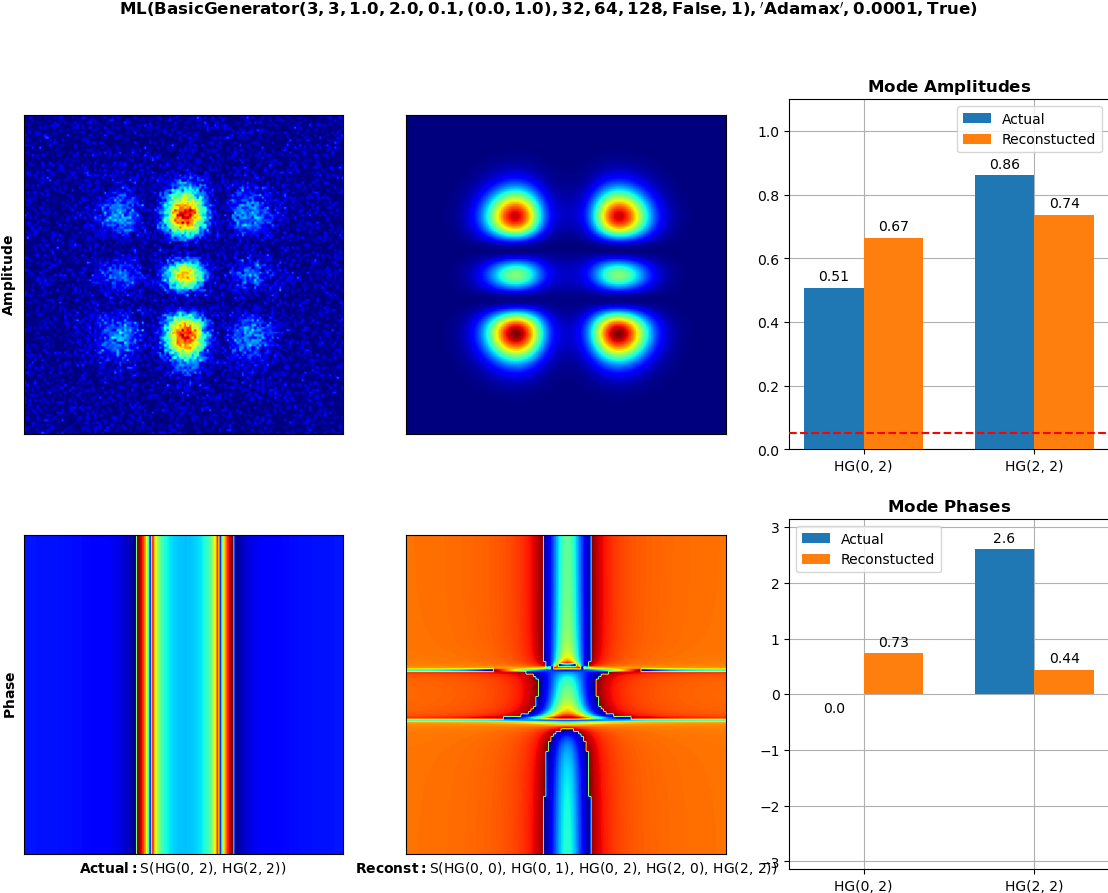 ML(BasicGenerator(3, 3, 1.0, 2.0, 0.1, (0.0, 1.0), 32, 64, 128, False, 1), ′Adamax′, 0.0001, True)
Amplitude
Mode Amplitudes
Actual
Reconstucted
1.0
0.8
0.6
0.4
0.2
0.0
0.51
0.67
0.86
0.74
HG(0, 2)
HG(2, 2)
Phase
Actual: S(HG(0, 2), HG(2, 2))
Reconst: S(HG(0, 0), HG(0, 1), HG(0, 2), HG(2, 0), HG(2, 2))
Mode Phases
Actual
Reconstucted
3
2
1
0
−1
−2
−3
0.0
0.73
2.6
0.44
HG(0, 2)
HG(2, 2)